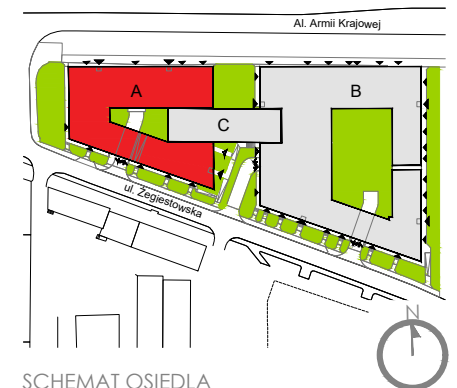 Al. Armii Krajowej
A
B
C
ul. Żegiestowska
N
SCHEMAT OSIEDLA